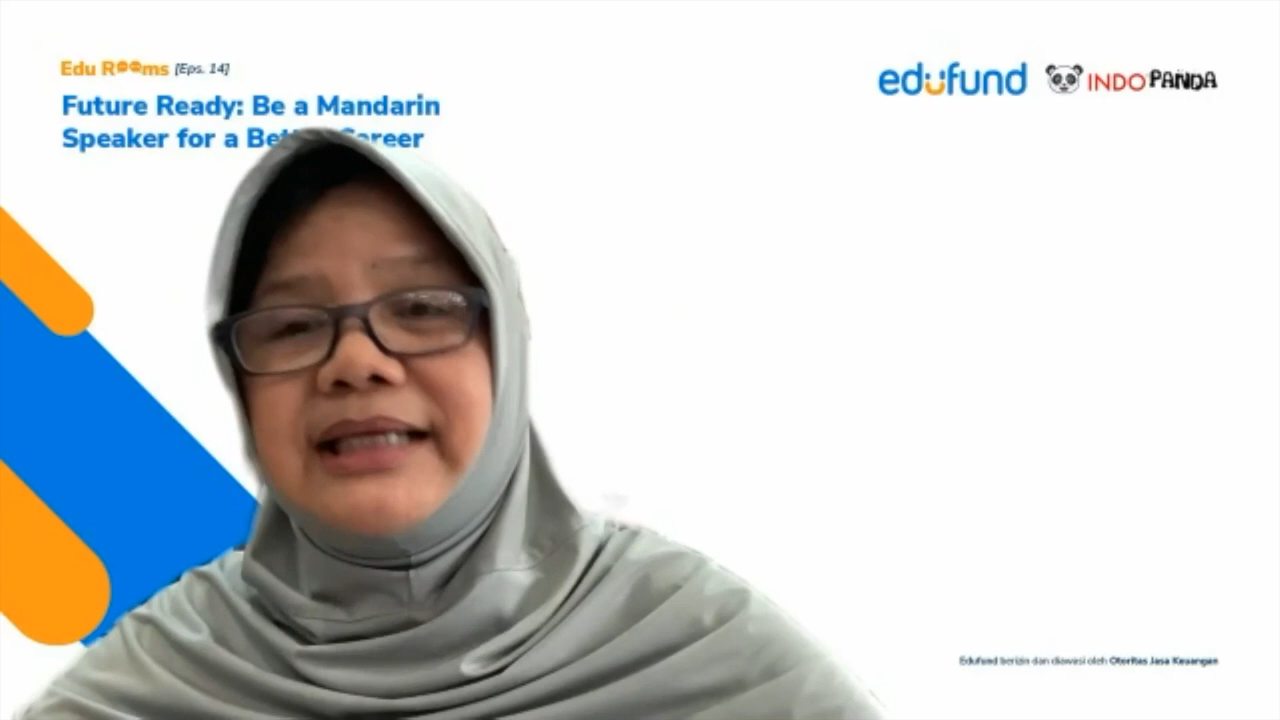 Edu Rooms [Eps. 14]
Future Ready: Be a Mandarin
Speaker for a Career
edufund
INDO PANDA
Edufund berizin dan diawasi oleh Otoritas Jasa Keuangan